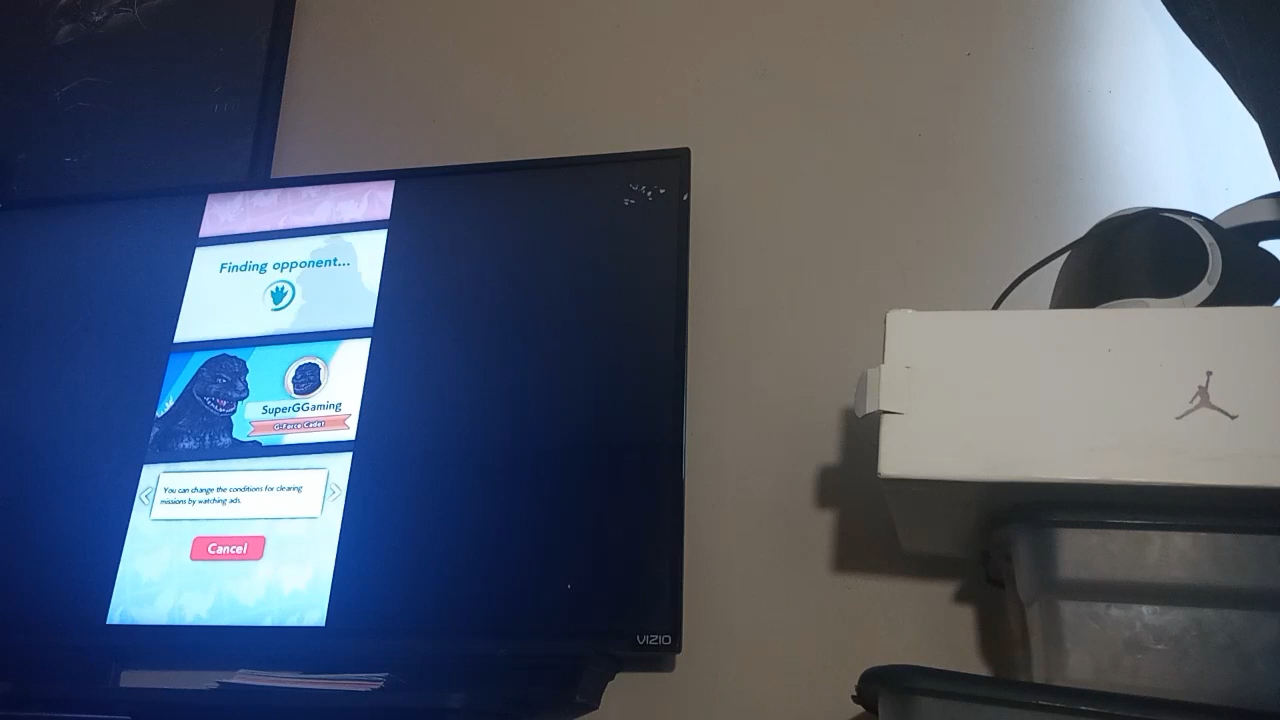 Finding opponent...
SuperGGaming
G-Force Cadet
You can change the conditions for clearing
missions by watching ads.
Cancel
VIZIO